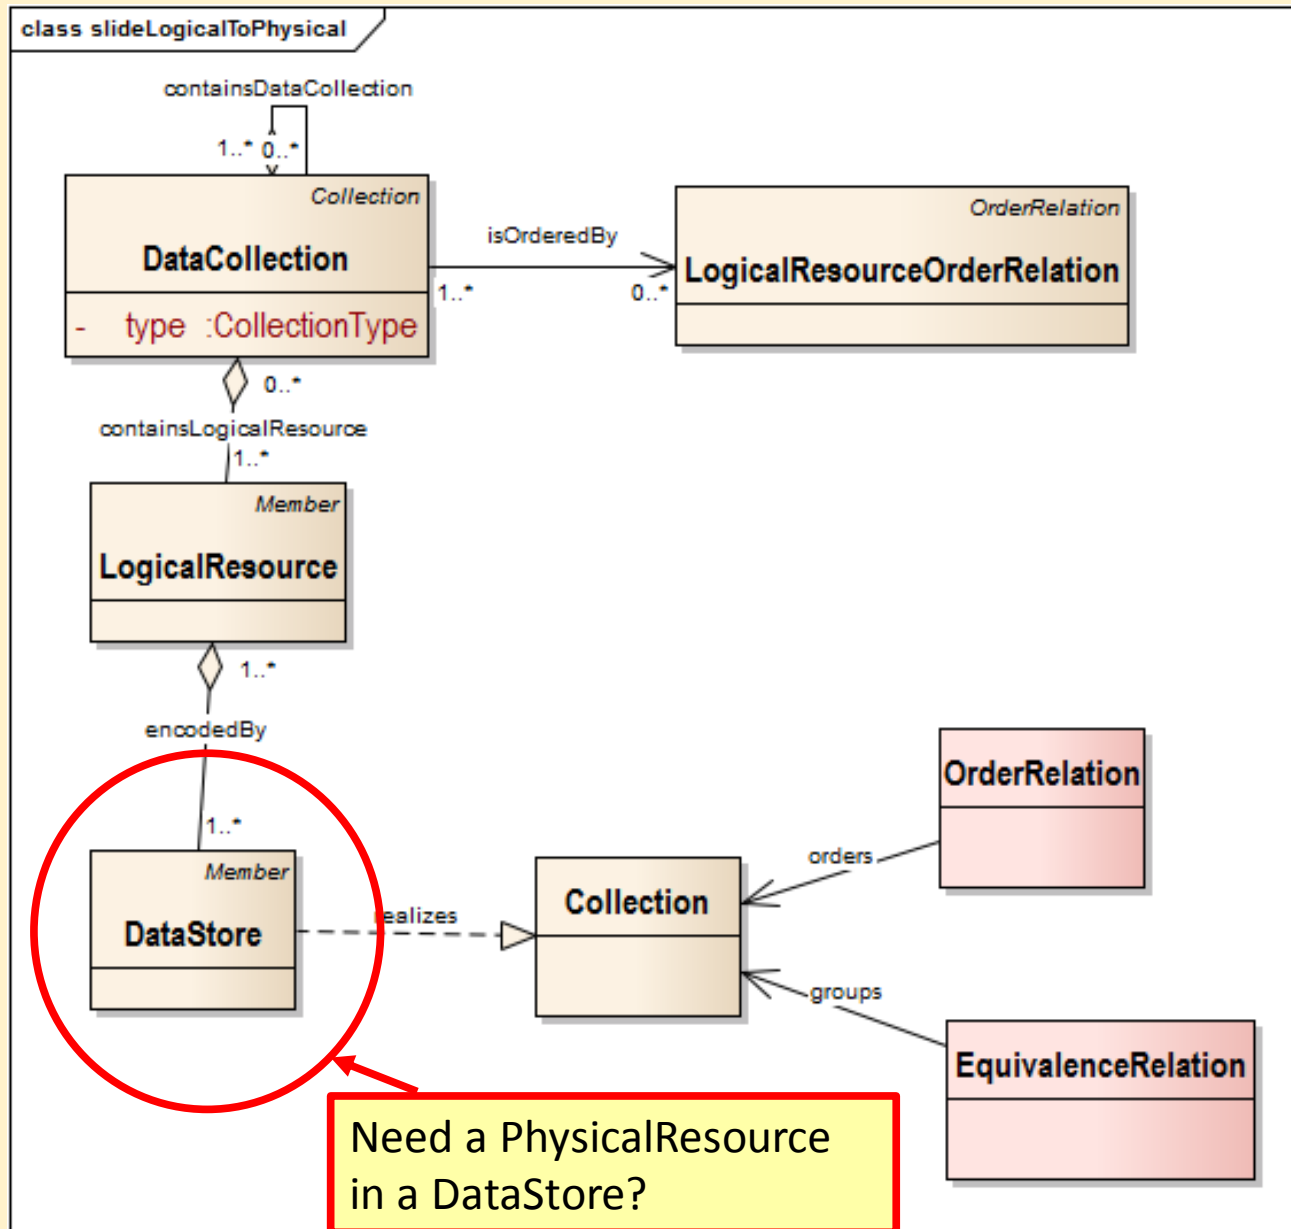 class slideLogicalToPhysical
containsDataCollection
1..* 0..*
Collection
DataCollection
- type :CollectionType
isOrderedBy
1..*
0..*
OrderRelation
LogicalResourceOrderRelation
0..*
containsLogicalResource
1..*
Member
LogicalResource
1..*
encodedBy
1..*
Member
DataStore
realizes
Collection
orders
OrderRelation
groups
EquivalenceRelation
Need a PhysicalResource
in a DataStore?